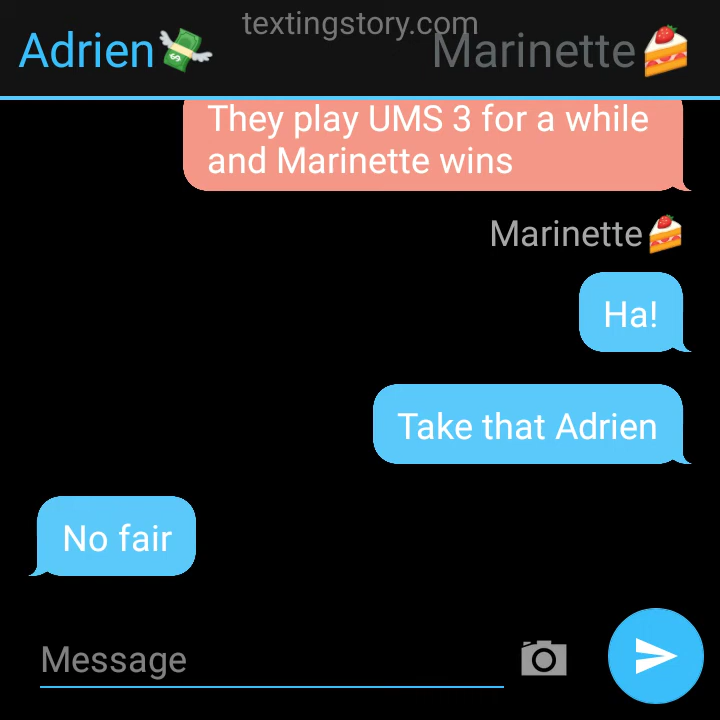 textingstory.com
Adrien💸 Marinette🍰
They play UMS 3 for a while
and Marinette wins
Marinette🍰
Ha!
Take that Adrien
No fair
Message